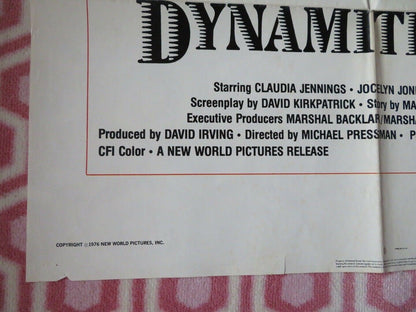 DYNAMIT
Starring CLAUDIA JENNINGS • JOCELYN JON
Screenplay by DAVID KIRKPATRICK • Story by MA
Executive Producers MARSHAL BACKLAR/MARSHA
Produced by DAVID IRVING • Directed by MICHAEL PRESSMAN • P
CFI Color • A NEW WORLD PICTURES RELEASE
COPYRIGHT © 1976 NEW WORLD PICTURES, INC.